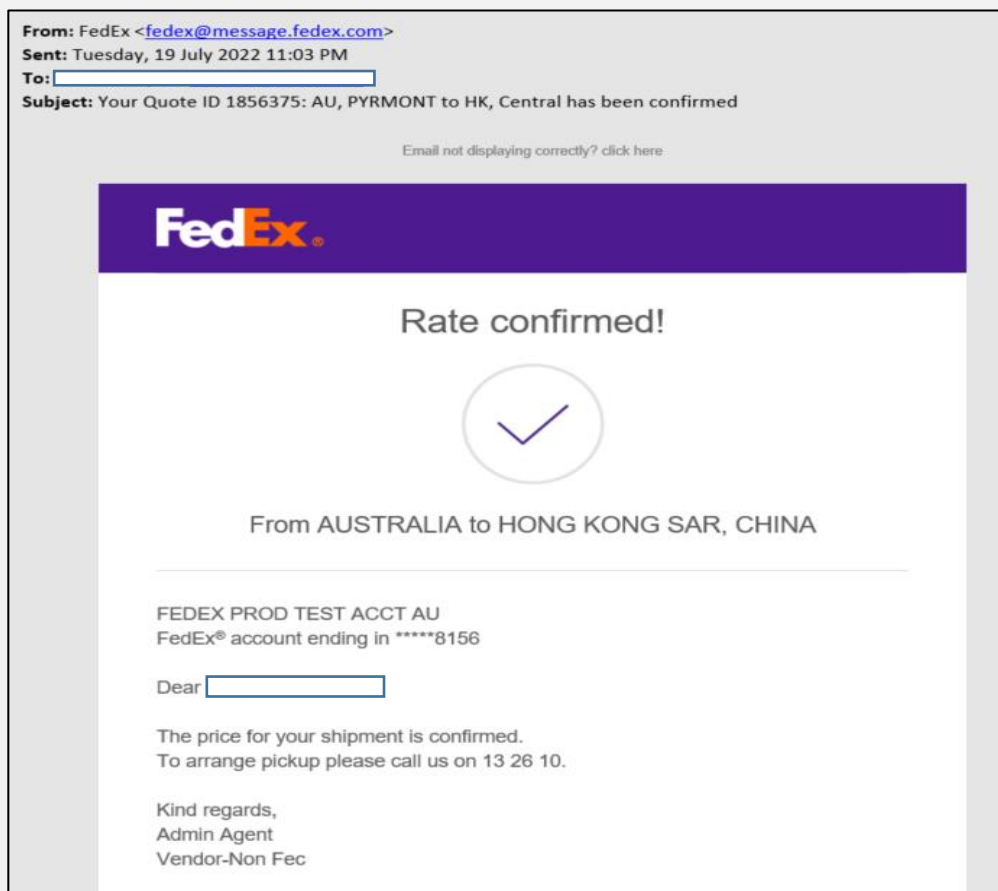 From: FedEx <fedex@message.fedex.com>
Sent: Tuesday, 19 July 2022 11:03 PM
To:
Subject: Your Quote ID 1856375: AU, PYRMONT to HK, Central has been confirmed
Email not displaying correctly? click here
FedEx®
Rate confirmed!
From AUSTRALIA to HONG KONG SAR, CHINA
FEDEX PROD TEST ACCT AU
FedEx® account ending in *****8156
Dear
The price for your shipment is confirmed.
To arrange pickup please call us on 13 26 10.
Kind regards,
Admin Agent
Vendor-Non Fec